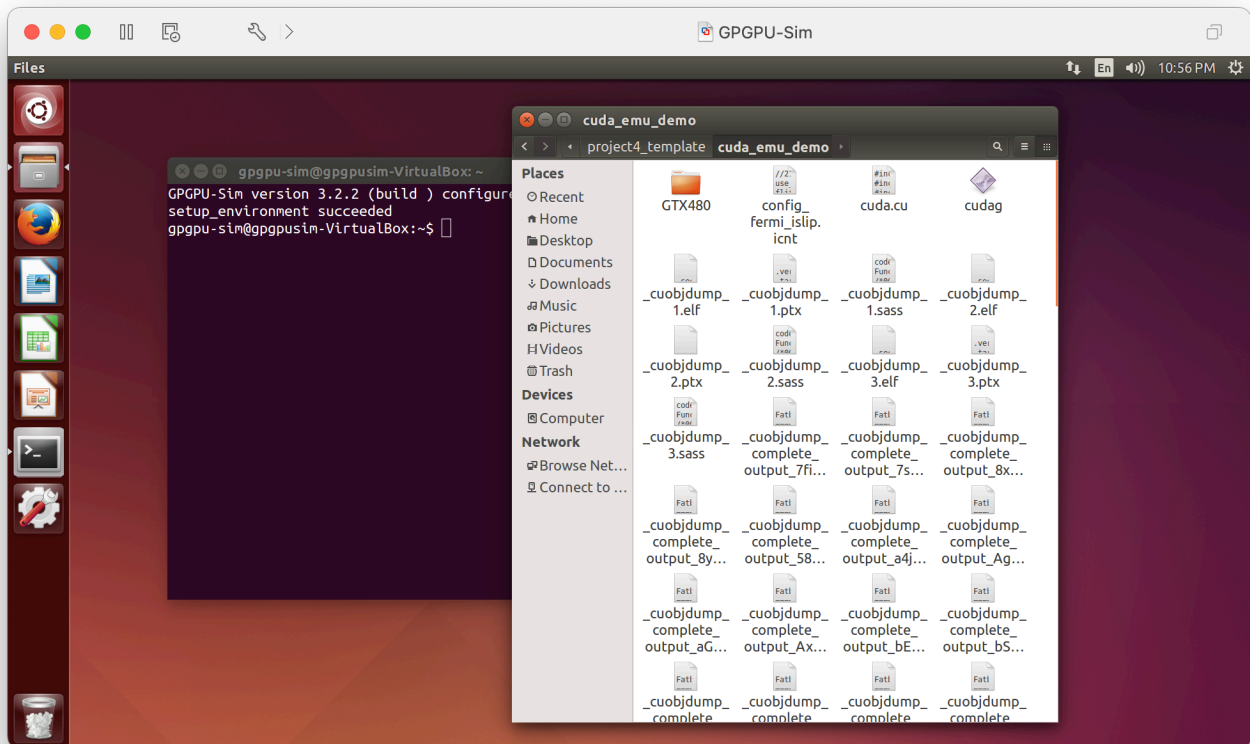 GPGPU-Sim
Files
En
10:56 PM
gpgpu-sim@gpgpusim-VirtualBox: ~
GPGPU-Sim version 3.2.2 (build ) configure
setup_environment succeeded
gpgpu-sim@gpgpusim-VirtualBox:~$
cuda_emu_demo
project4_template cuda_emu_demo
Places
Recent
Home
Desktop
Documents
Downloads
Music
Pictures
Videos
Trash
Devices
Computer
Network
Browse Net...
Connect to ...
GTX480
config_
fermi_islip.
icnt
cuda.cu
cudag
_cuobjdump_
1.elf
_cuobjdump_
1.ptx
_cuobjdump_
1.sass
_cuobjdump_
2.elf
_cuobjdump_
2.ptx
_cuobjdump_
2.sass
_cuobjdump_
3.elf
_cuobjdump_
3.ptx
_cuobjdump_
3.sass
_cuobjdump_
complete_
output_7fi...
_cuobjdump_
complete_
output_7s...
_cuobjdump_
complete_
output_8x...
_cuobjdump_
complete_
output_8y...
_cuobjdump_
complete_
output_58...
_cuobjdump_
complete_
output_a4j...
_cuobjdump_
complete_
output_Ag...
_cuobjdump_
complete_
output_aG...
_cuobjdump_
complete_
output_Ax...
_cuobjdump_
complete_
output_bE...
_cuobjdump_
complete_
output_bS...
_cuobjdump_
complete
_cuobjdump_
complete
_cuobjdump_
complete
_cuobjdump_
complete